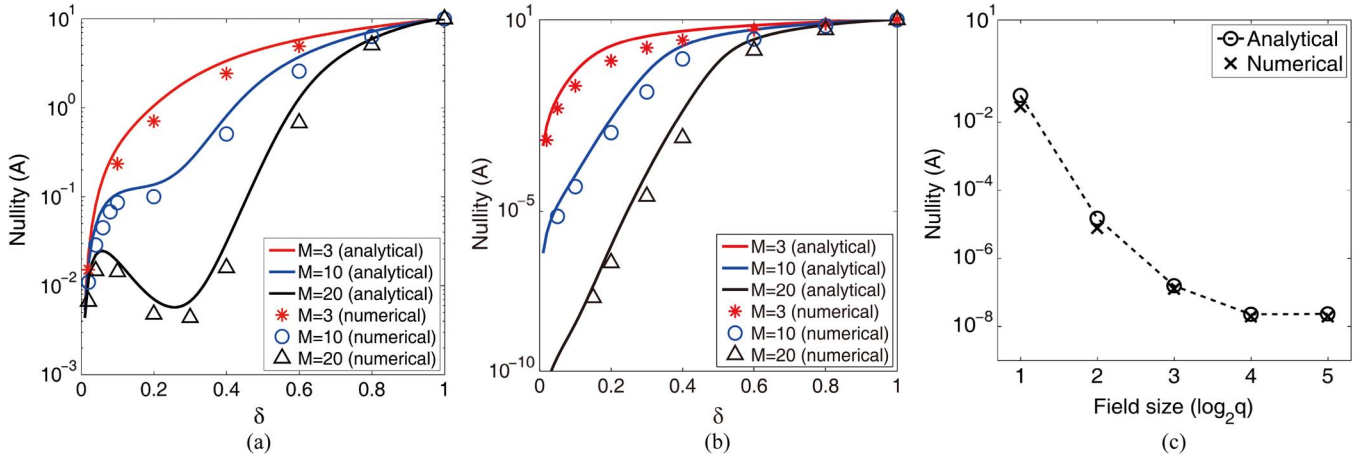 Nullity (A)
10^1
10^0
10^-1
10^-2
10^-3
0 0.2 0.4 0.6 0.8 1
δ
M=3 (analytical)
M=10 (analytical)
M=20 (analytical)
M=3 (numerical)
M=10 (numerical)
M=20 (numerical)
(a)
Nullity (A)
10^1
10^-5
10^-10
0 0.2 0.4 0.6 0.8 1
δ
M=3 (analytical)
M=10 (analytical)
M=20 (analytical)
M=3 (numerical)
M=10 (numerical)
M=20 (numerical)
(b)
Nullity (A)
10^-2
10^-4
10^-6
10^-8
1 2 3 4 5
Field size (log_2q)
Analytical
Numerical
(c)